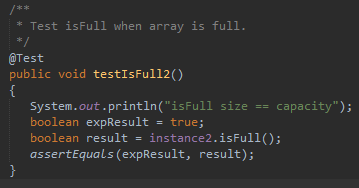 /**
 * Test isFull when array is full.
 */
@Test
public void testIsFull2()
{
    System.out.println("isFull size == capacity");
    boolean expResult = true;
    boolean result = instance2.isFull();
    assertEquals(expResult, result);
}